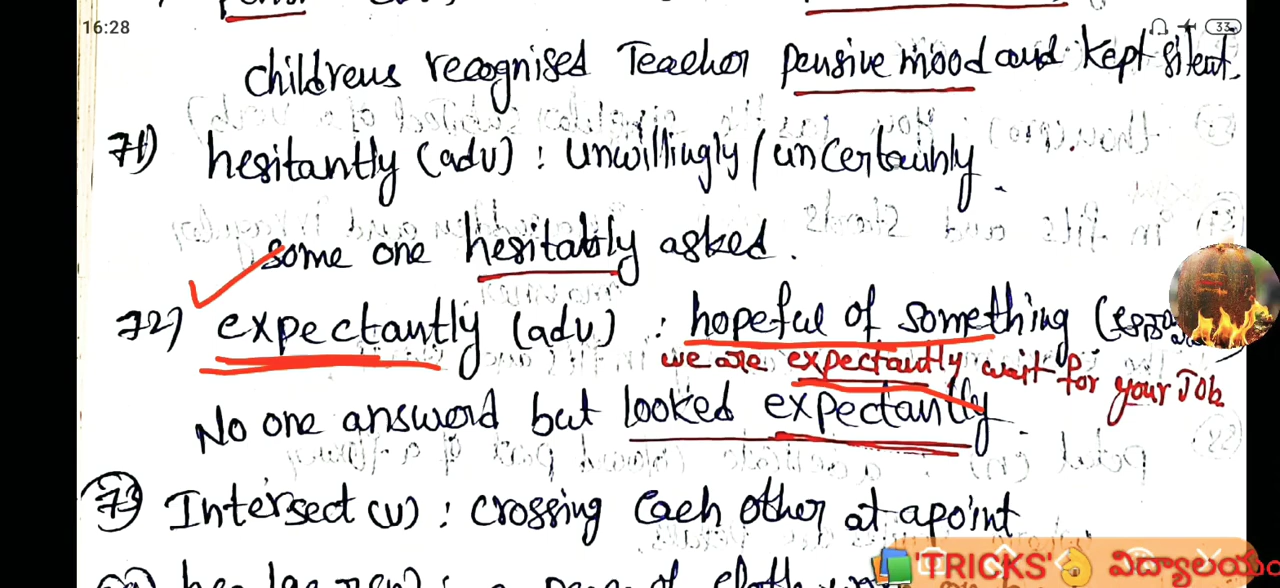 16:28
33
childrens recognised Teacher pensive mood and kept silent.
71) hesitantly (adv) : unwillingly / uncertainly.
some one hesitably asked.
72) expectantly (adv) : hopeful of something (
we are expectantly wait for your Job
No one answord but looked expectantly.
73 Intersect (v) : crossing each other at apoint
'TRICKS' విద్యాలయం